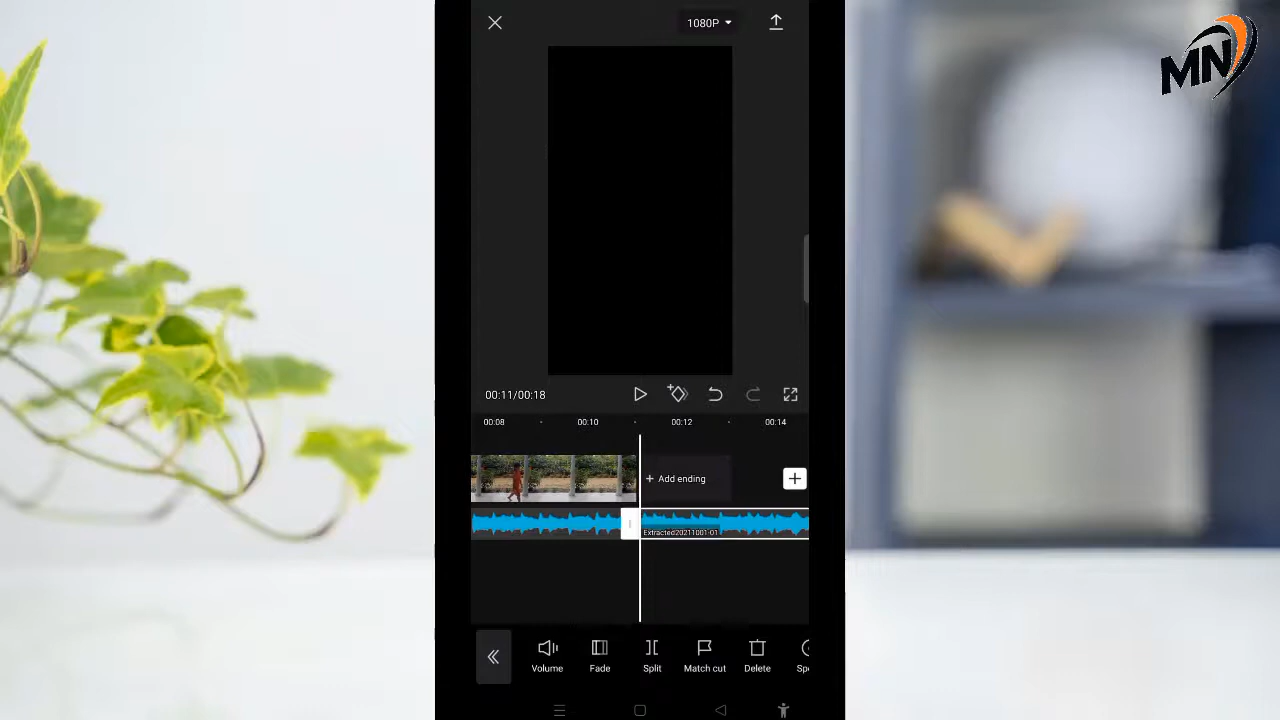 MN
1080P
00:11/00:18
00:08
00:10
00:12
00:14
+ Add ending
Extracted20211001-01
Volume
Fade
Split
Match cut
Delete
Spe